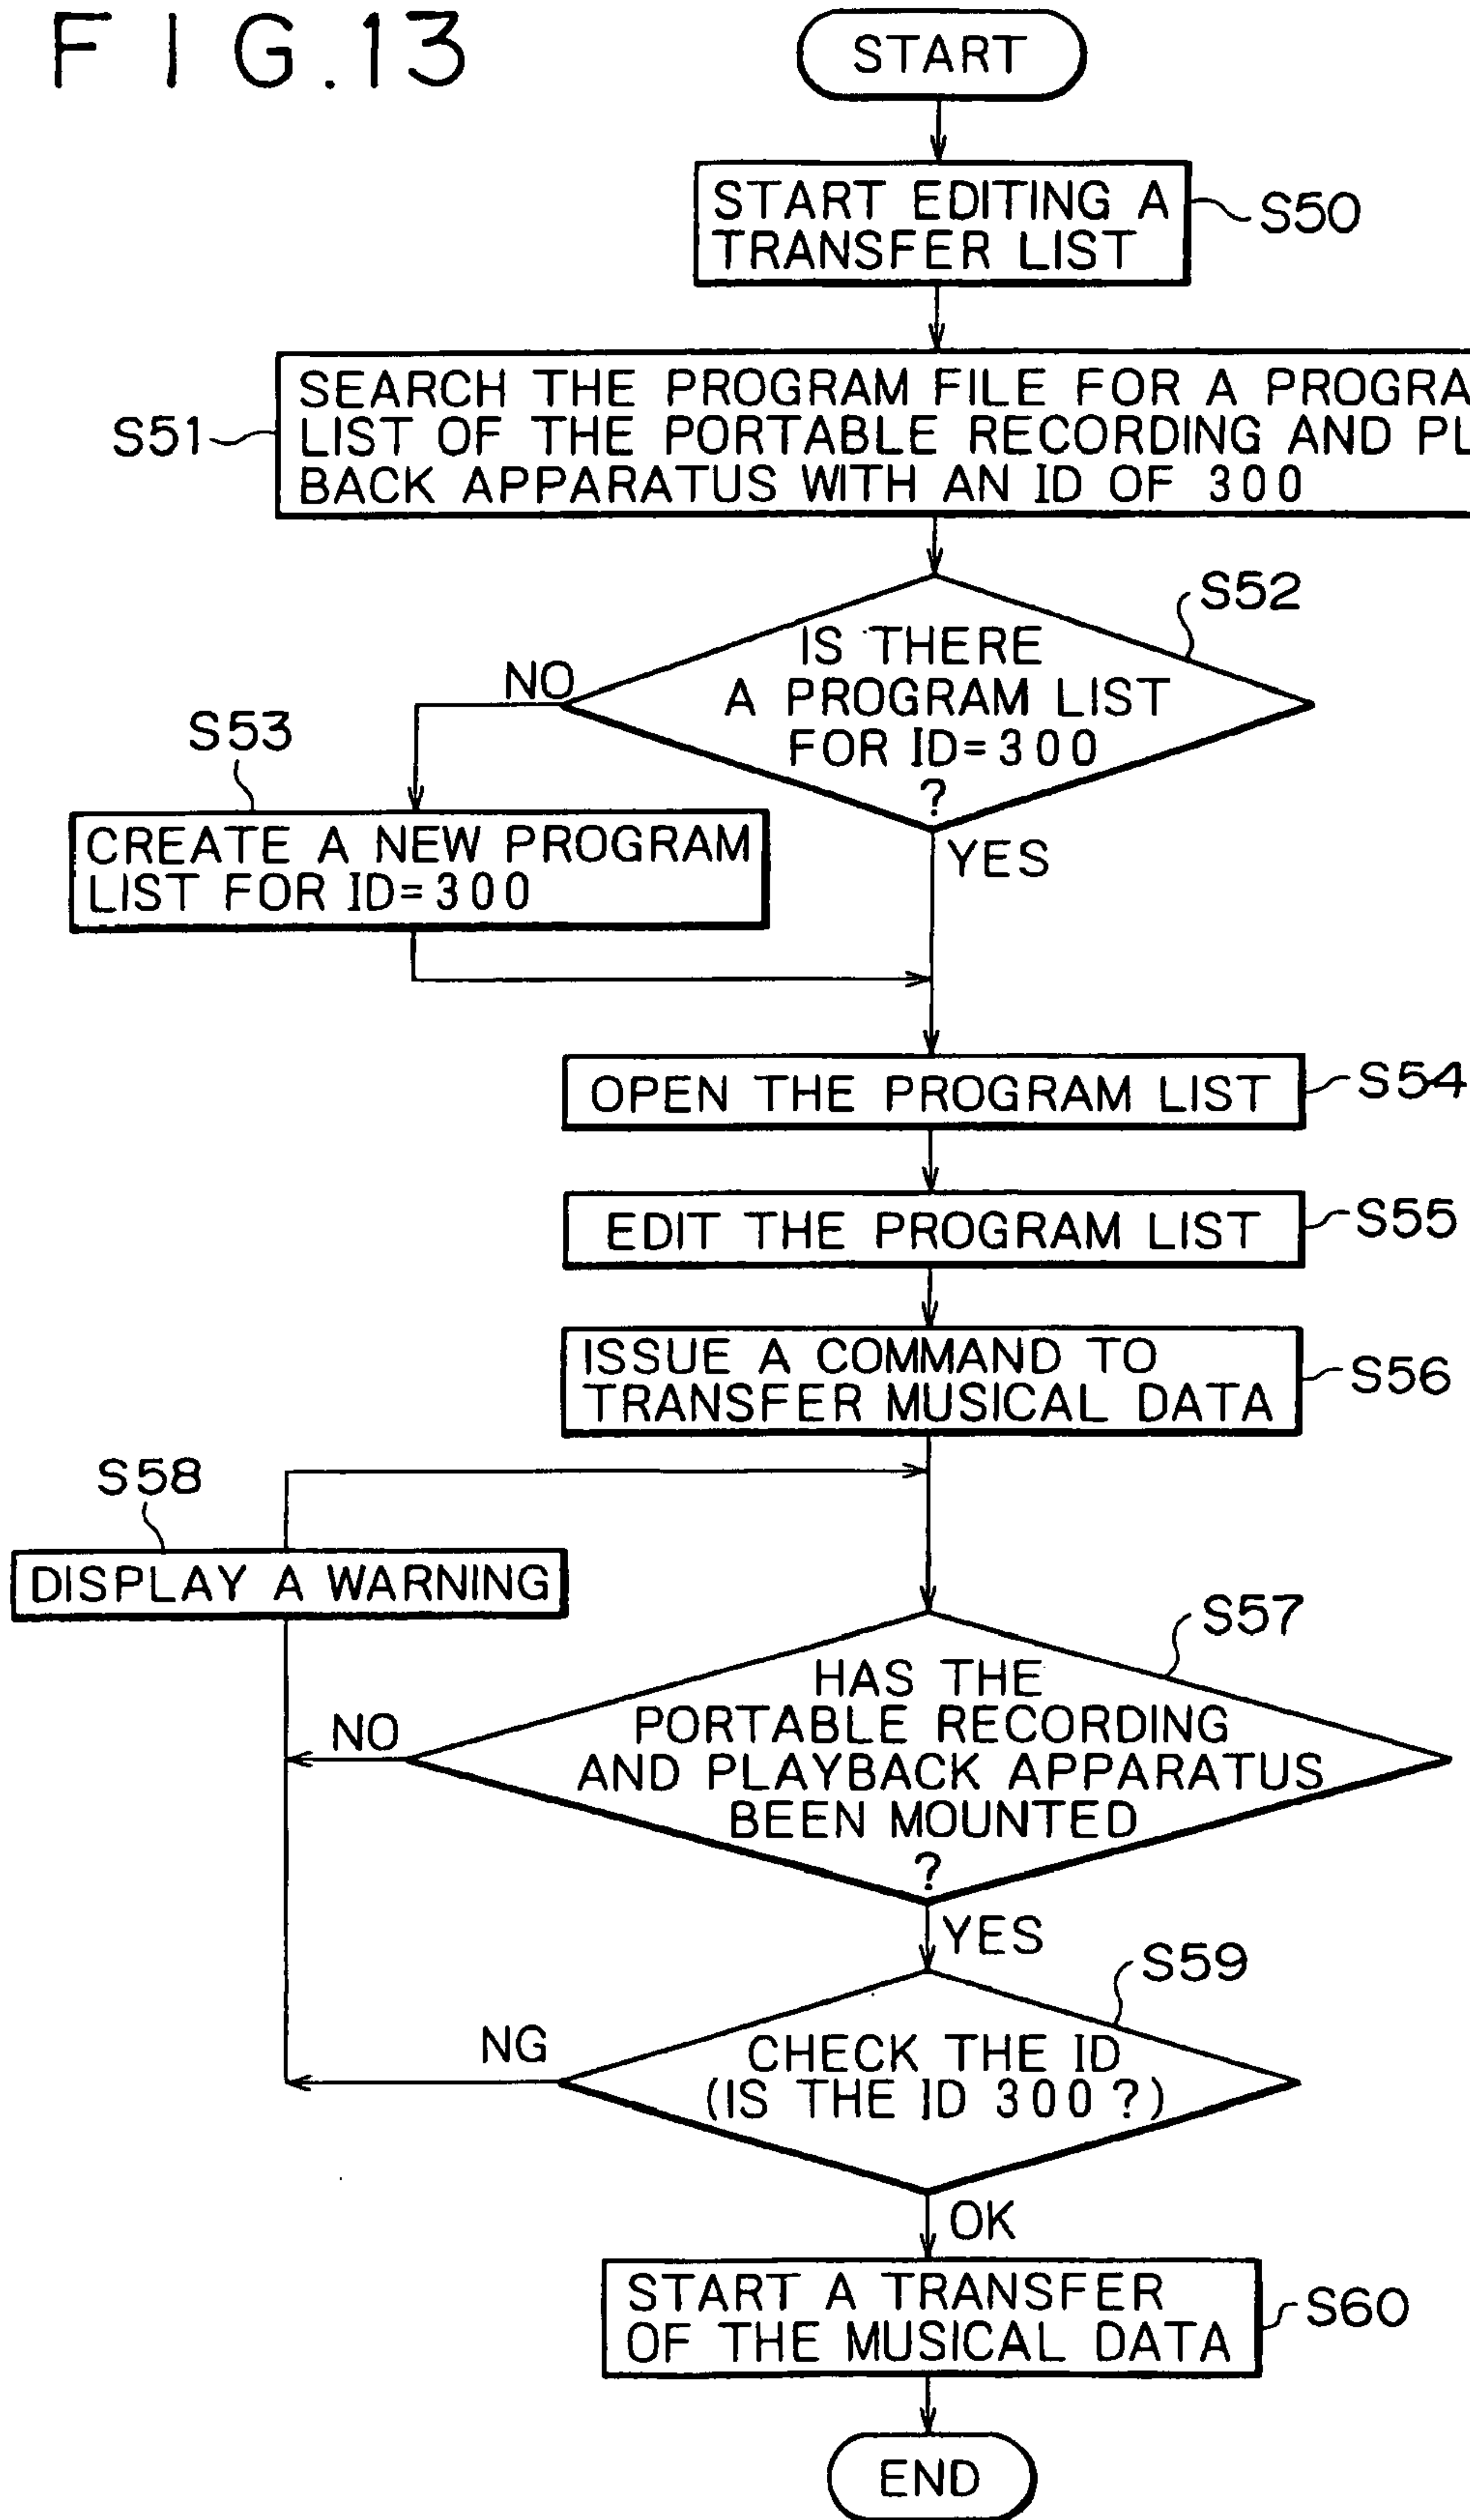 FIG.13
START
START EDITING A
TRANSFER LIST
S50
SEARCH THE PROGRAM FILE FOR A
LIST OF THE PORTABLE RECORDING AND
BACK APPARATUS WITH AN ID OF 300
S51
IS THERE
A PROGRAM LIST
FOR ID=300
?
S52
NO
YES
S53
CREATE A NEW PROGRAM
LIST FOR ID=300
OPEN THE PROGRAM LIST
S54
EDIT THE PROGRAM LIST
S55
ISSUE A COMMAND TO
TRANSFER MUSICAL DATA
S56
S58
DISPLAY A WARNING
S57
HAS THE
PORTABLE RECORDING
AND PLAYBACK APPARATUS
BEEN MOUNTED
?
NO
YES
S59
CHECK THE ID
(IS THE ID 300?)
NG
OK
START A TRANSFER
OF THE MUSICAL DATA
S60
END